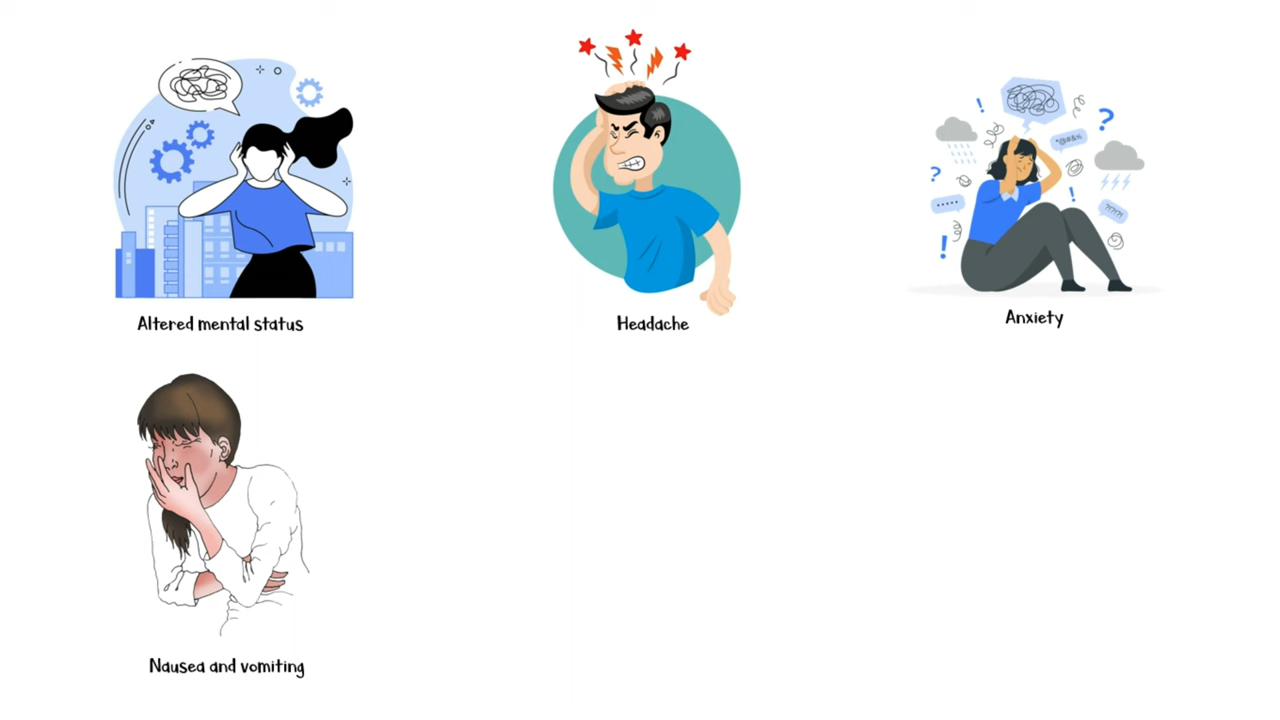 Altered mental status
Headache
Anxiety
Nausea and vomiting